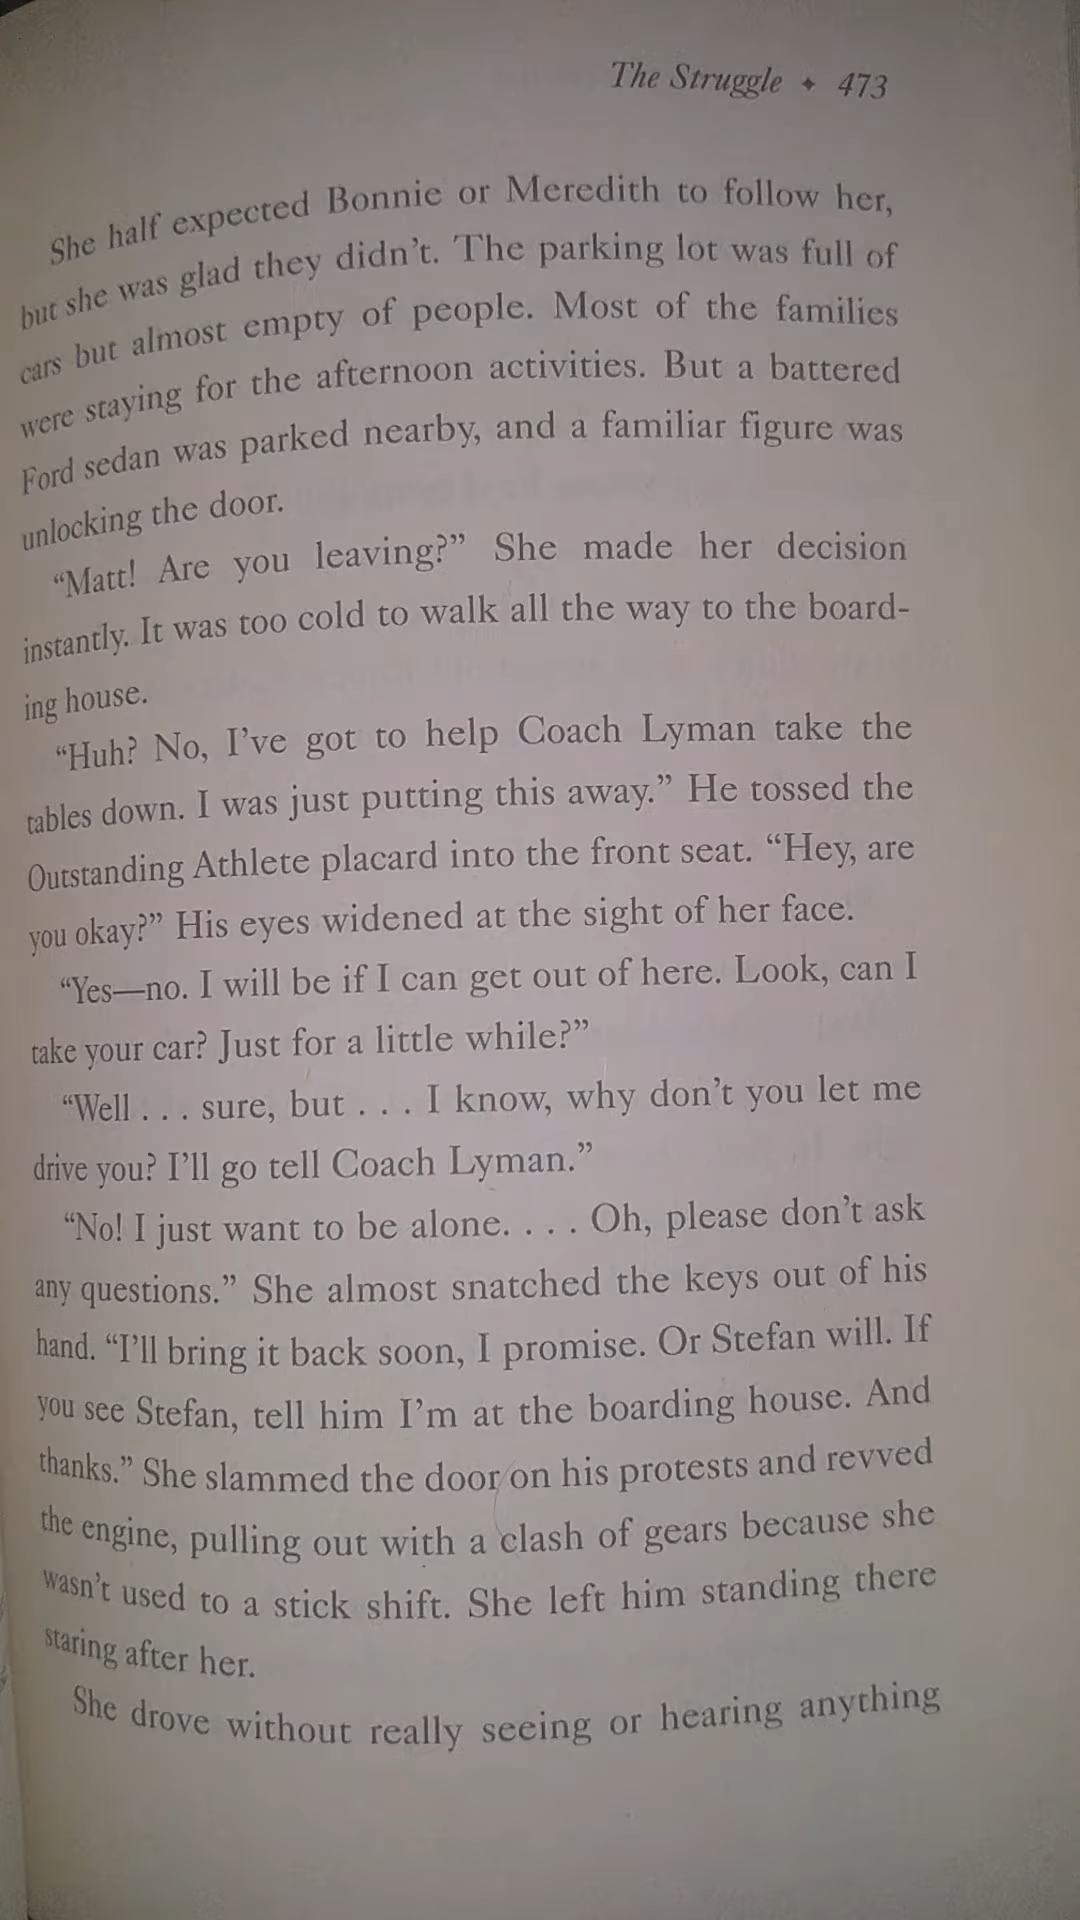 The Struggle ✦ 473
She half expected Bonnie or Meredith to follow her,
but she was glad they didn't. The parking lot was full of
cars but almost empty of people. Most of the families
were staying for the afternoon activities. But a battered
Ford sedan was parked nearby, and a familiar figure was
unlocking the door.
“Matt! Are you leaving?” She made her decision
instantly. It was too cold to walk all the way to the board-
ing house.
“Huh? No, I've got to help Coach Lyman take the
tables down. I was just putting this away.” He tossed the
Outstanding Athlete placard into the front seat. “Hey, are
you okay?” His eyes widened at the sight of her face.
“Yes—no. I will be if I can get out of here. Look, can I
take your car? Just for a little while?”
“Well . . . sure, but . . . I know, why don't you let me
drive you? I'll go tell Coach Lyman.”
“No! I just want to be alone. . . . Oh, please don't ask
any questions.” She almost snatched the keys out of his
hand. “I'll bring it back soon, I promise. Or Stefan will. If
you see Stefan, tell him I'm at the boarding house. And
thanks.” She slammed the door on his protests and revved
the engine, pulling out with a clash of gears because she
wasn't used to a stick shift. She left him standing there
staring after her.
She drove without really seeing or hearing anything